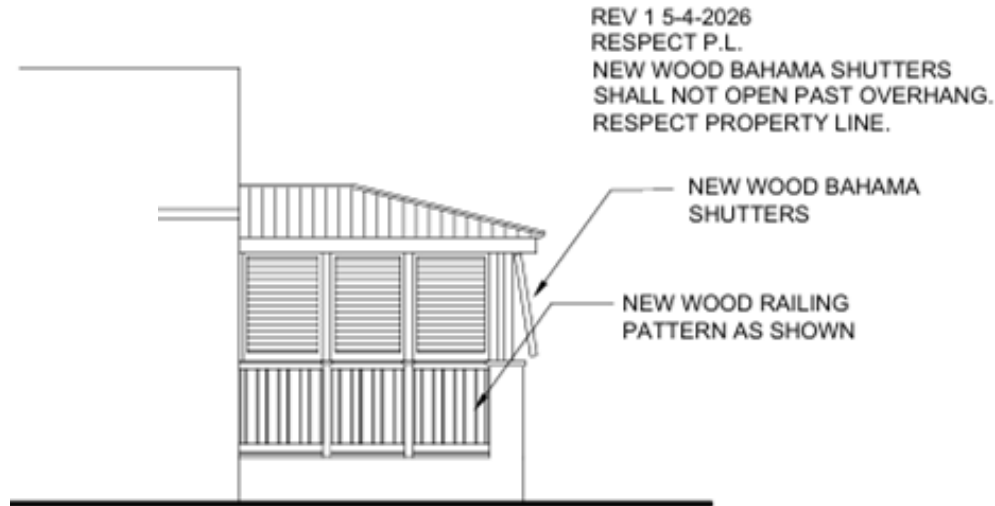 REV 1 5-4-2026
RESPECT P.L.
NEW WOOD BAHAMA SHUTTERS
SHALL NOT OPEN PAST OVERHANG.
RESPECT PROPERTY LINE.
NEW WOOD BAHAMA
SHUTTERS
NEW WOOD RAILING
PATTERN AS SHOWN